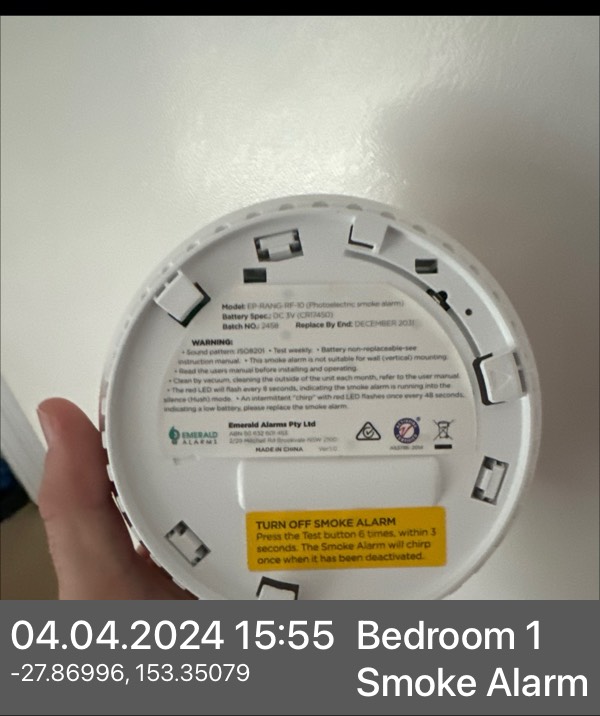 Model: EP-RANG-RF-10 (Photoelectric smoke alarm)
Battery Spec.: DC 3V (CR17450)
Batch NO.: 2458 Replace By End: DECEMBER 2031
WARNING:
• Sound pattern: ISO8201 • Test weekly. • Battery non-replaceable-see
instruction manual. • This smoke alarm is not suitable for wall (vertical) mounting.
• Read the users manual before installing and operating.
• Clean by vacuum, cleaning the outside of the unit each month, refer to the user manual.
• The red LED will flash every 8 seconds, indicating the smoke alarm is running into the
silence (Hush) mode. • An intermittent "chirp" with red LED flashes once every 48 seconds,
indicating a low battery, please replace the smoke alarm.
EMERALD
ALARMS
Emerald Alarms Pty Ltd
MADE IN CHINA
TURN OFF SMOKE ALARM
Press the Test button 6 times, within 3
seconds. The Smoke Alarm will chirp
once when it has been deactivated.
04.04.2024 15:55
-27.86996, 153.35079
Bedroom 1
Smoke Alarm